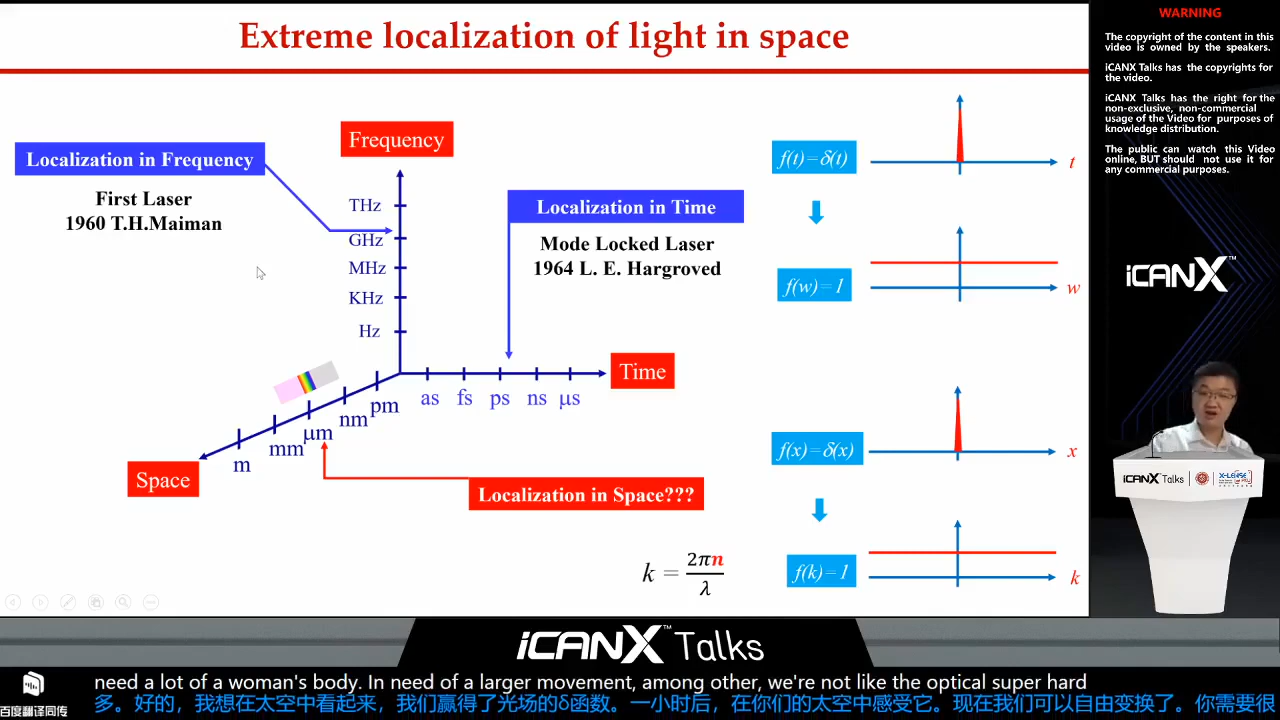 Extreme localization of light in space
Localization in Frequency
First Laser
1960 T.H.Maiman
Frequency
THz
GHz
MHz
KHz
Hz
Localization in Time
Mode Locked Laser
1964 L. E. Hargroved
Time
as fs ps ns μs
pm
nm
μm
mm
m
Space
Localization in Space???
k = 2πn/λ
f(t)=δ(t)
t
f(w)=1
w
f(x)=δ(x)
x
f(k)=1
k
WARNING
The copyright of the content in this
video is owned by the speakers.
iCANX Talks has the copyrights for
the video.
iCANX Talks has the right for the
non-exclusive, non-commercial
usage of the Video for purposes of
knowledge distribution.
The public can watch this Video
online, BUT should not use it for
any commercial purposes.
iCANX™
iCANX Talks
X-LENSE
iCANX™ Talks
need a lot of a woman's body. In need of a larger movement, among other, we're not like the optical super hard
多。好的，我想在太空中看起来，我们赢得了光场的δ函数。一小时后，在你们的太空中感受它。现在我们可以自由变换了。你需要很
百度翻译同传